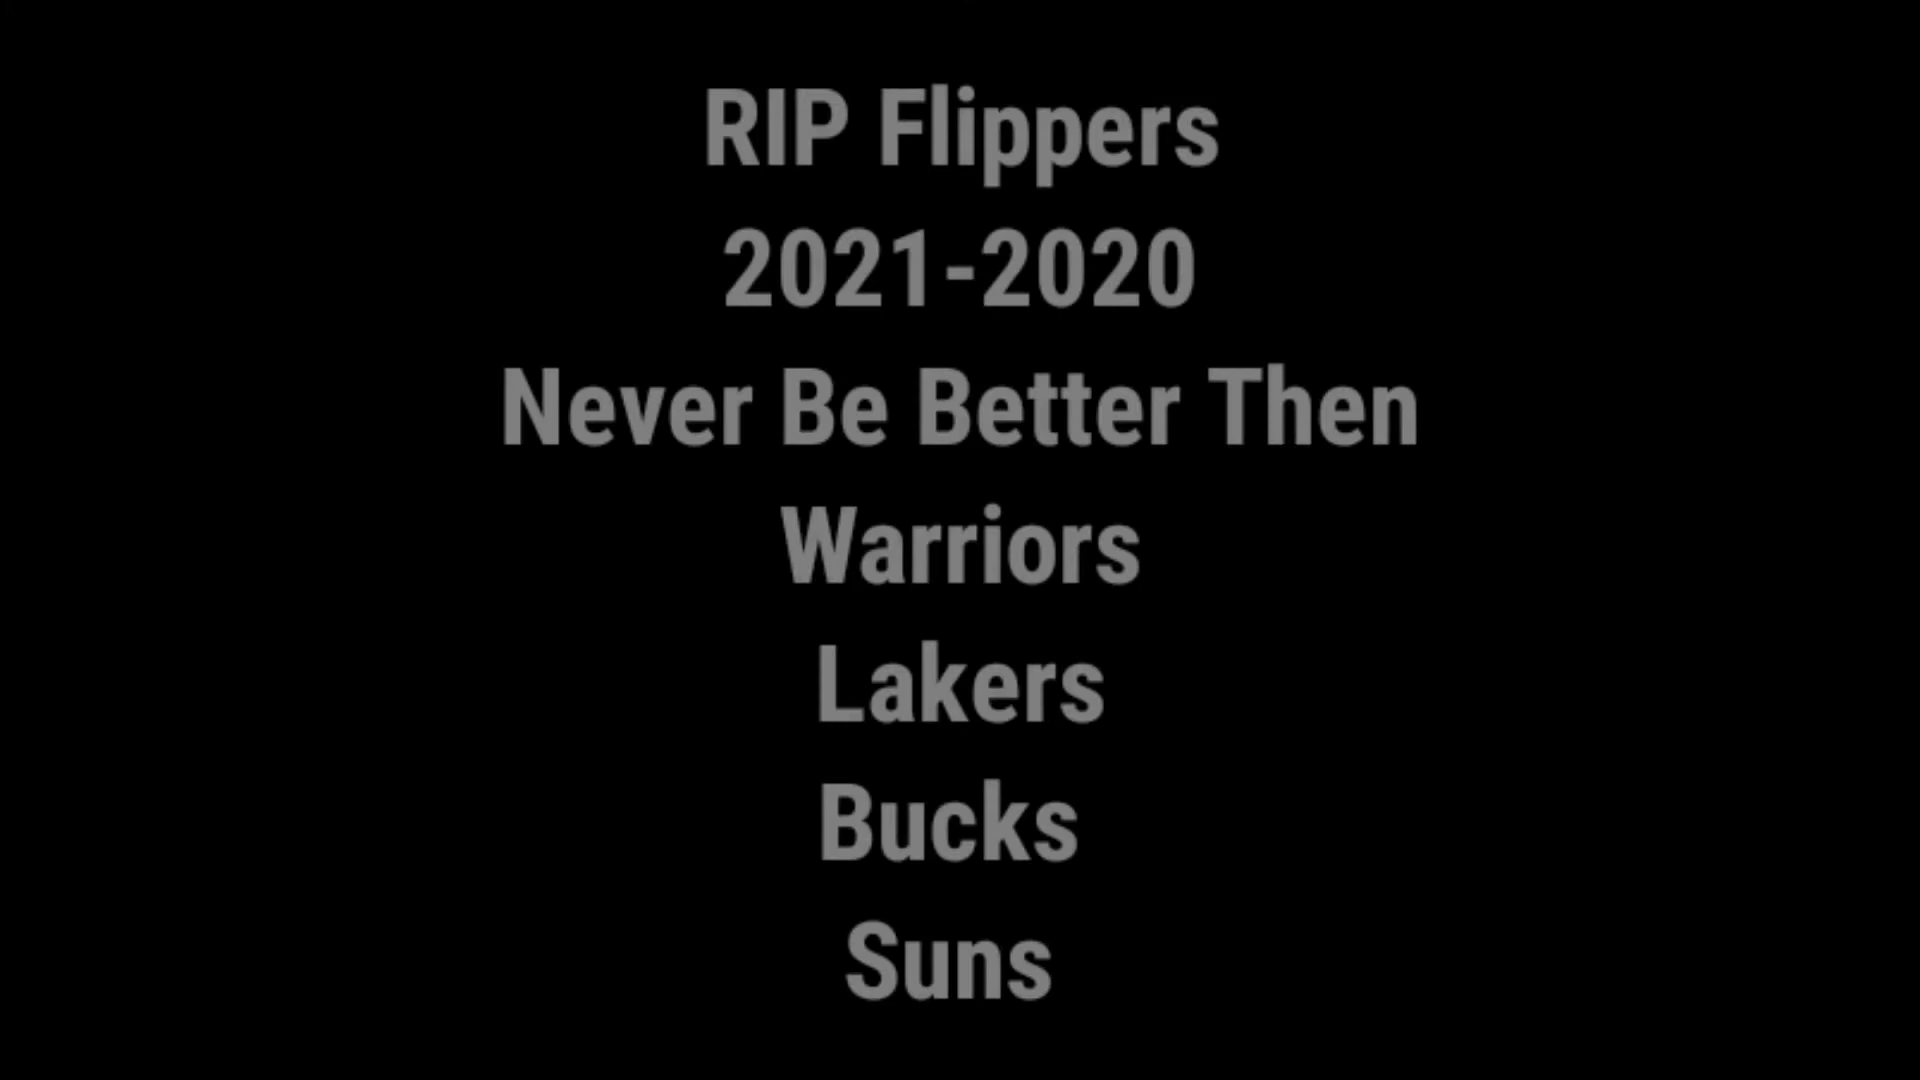 RIP Flippers
2021-2020
Never Be Better Then
Warriors
Lakers
Bucks
Suns